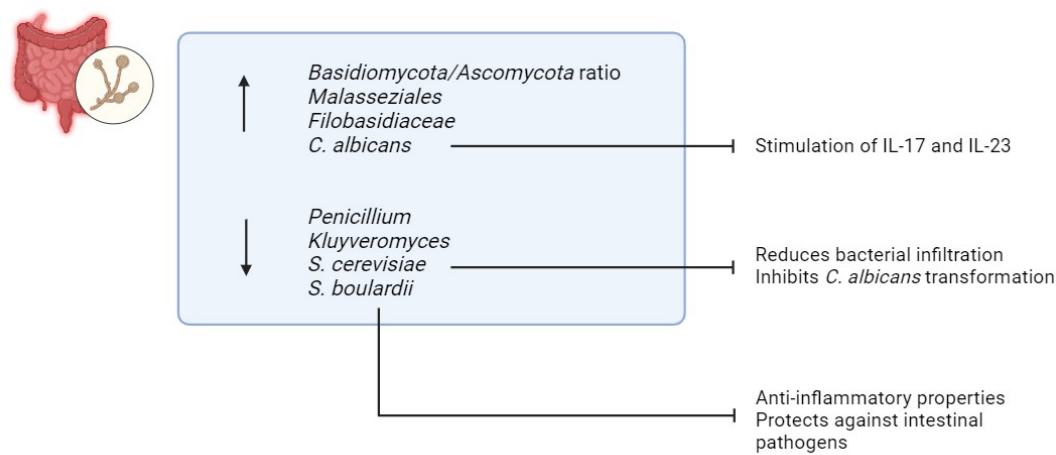 Basidiomycota/Ascomycota ratio
Malasseziales
Filobasidiaceae
C. albicans
Stimulation of IL-17 and IL-23
Penicillium
Kluyveromyces
S. cerevisiae
S. boulardii
Reduces bacterial infiltration
Inhibits C. albicans transformation
Anti-inflammatory properties
Protects against intestinal
pathogens